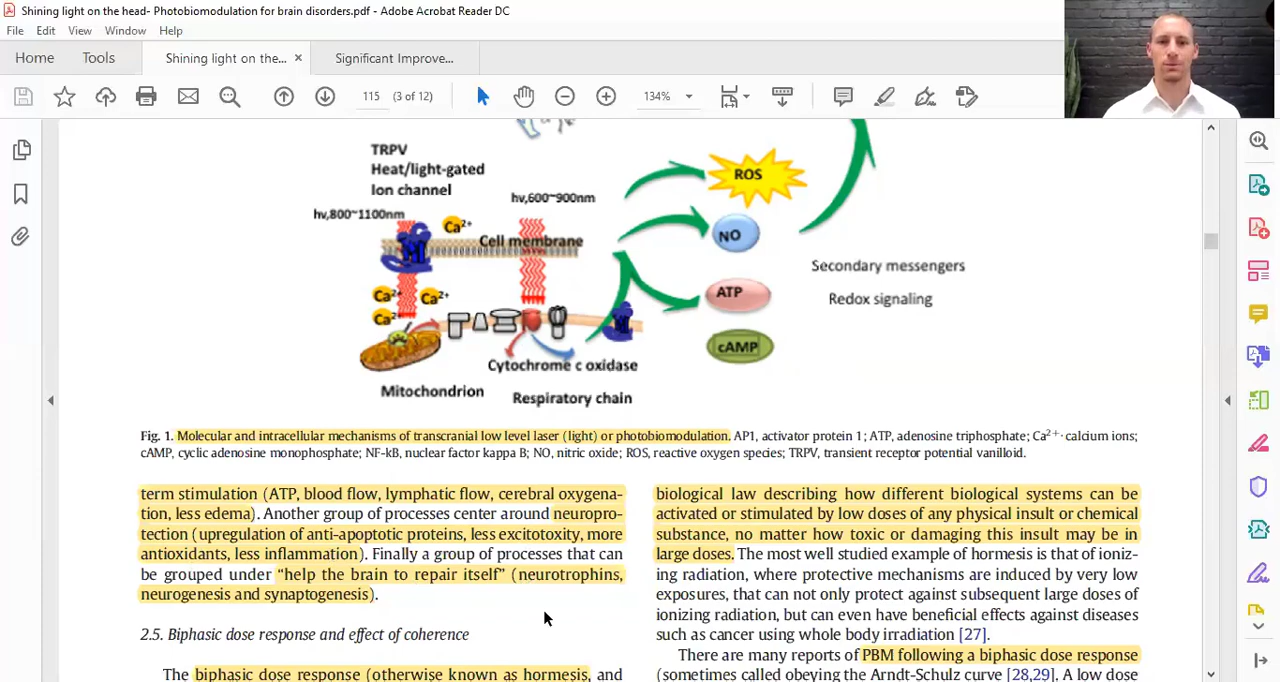 Shining light on the head- Photobiomodulation for brain disorders.pdf - Adobe Acrobat Reader DC
File Edit View Window Help
Home Tools Shining light on the... × Significant Improve...
115 (3 of 12) 134%
TRPV
Heat/light-gated
Ion channel
hv,800~1100nm
hv,600~900nm
Ca2+
Cell membrane
Ca2+
Ca2+
Ca2+
Cytochrome c oxidase
Mitochondrion
Respiratory chain
ROS
NO
ATP
cAMP
Secondary messengers
Redox signaling
Fig. 1. Molecular and intracellular mechanisms of transcranial low level laser (light) or photobiomodulation. AP1, activator protein 1; ATP, adenosine triphosphate; Ca2+· calcium ions;
cAMP, cyclic adenosine monophosphate; NF-kB, nuclear factor kappa B; NO, nitric oxide; ROS, reactive oxygen species; TRPV, transient receptor potential vanilloid.
term stimulation (ATP, blood flow, lymphatic flow, cerebral oxygena-
tion, less edema). Another group of processes center around neuropro-
tection (upregulation of anti-apoptotic proteins, less excitotoxity, more
antioxidants, less inflammation). Finally a group of processes that can
be grouped under “help the brain to repair itself” (neurotrophins,
neurogenesis and synaptogenesis).
2.5. Biphasic dose response and effect of coherence
The biphasic dose response (otherwise known as hormesis, and
biological law describing how different biological systems can be
activated or stimulated by low doses of any physical insult or chemical
substance, no matter how toxic or damaging this insult may be in
large doses. The most well studied example of hormesis is that of ioniz-
ing radiation, where protective mechanisms are induced by very low
exposures, that can not only protect against subsequent large doses of
ionizing radiation, but can even have beneficial effects against diseases
such as cancer using whole body irradiation [27].
There are many reports of PBM following a biphasic dose response
(sometimes called obeying the Arndt-Schulz curve [28,29]. A low dose